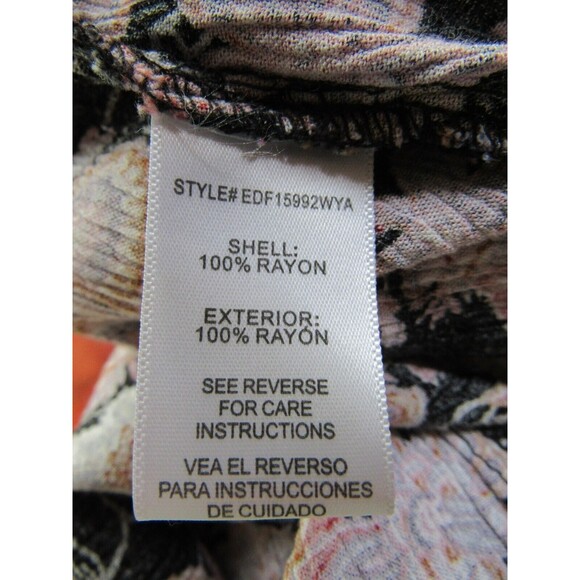 STYLE# EDF15992WYA
SHELL:
100% RAYON
EXTERIOR:
100% RAYÓN
SEE REVERSE
FOR CARE
INSTRUCTIONS
VEA EL REVERSO
PARA INSTRUCCIONES
DE CUIDADO